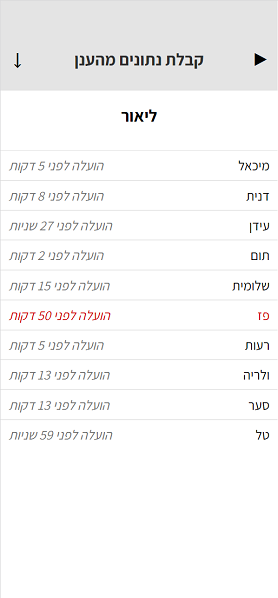 קבלת נתונים מהענן
ליאור
מיכאל הועלה לפני 5 דקות
דנית הועלה לפני 8 דקות
עידן הועלה לפני 27 שניות
תום הועלה לפני 2 דקות
שלומית הועלה לפני 15 דקות
פז הועלה לפני 50 דקות
רעות הועלה לפני 5 דקות
ולריה הועלה לפני 13 דקות
סער הועלה לפני 13 דקות
טל הועלה לפני 59 שניות